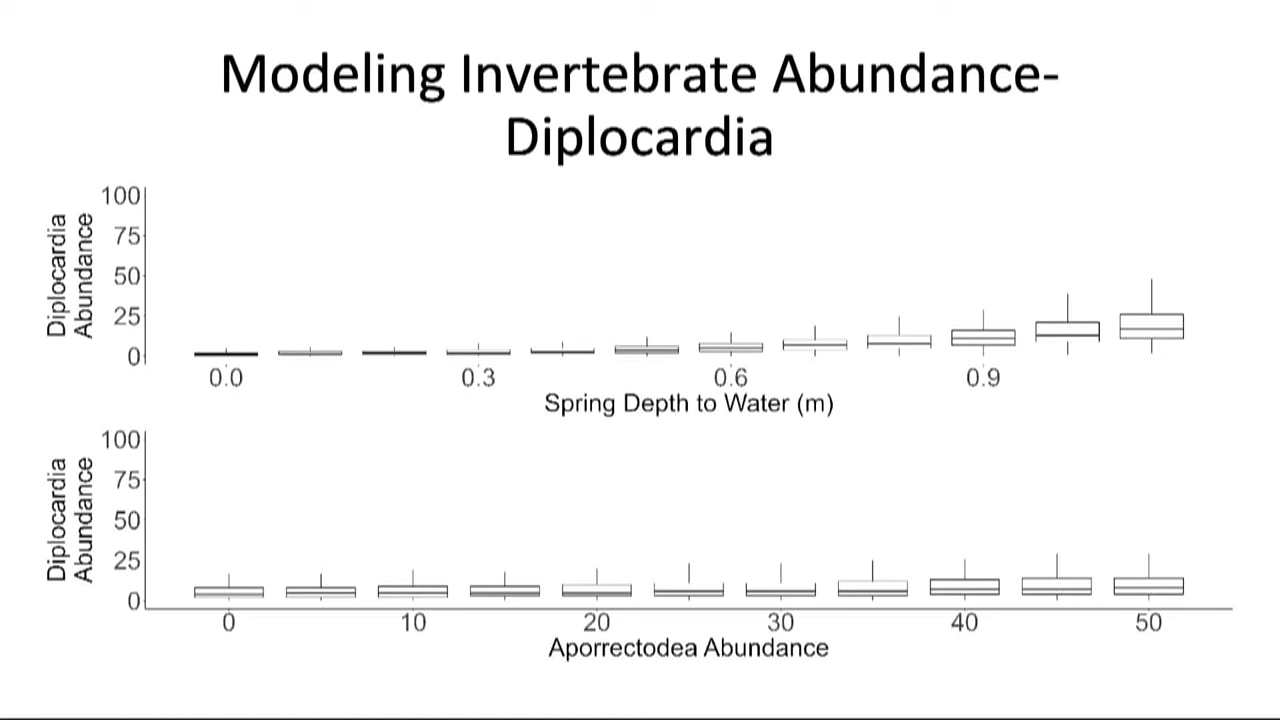 Modeling Invertebrate Abundance-
Diplocardia
100
75
50
25
0
Diplocardia
Abundance
0.0 0.3 0.6 0.9
Spring Depth to Water (m)
100
75
50
25
0
Diplocardia
Abundance
0 10 20 30 40 50
Aporrectodea Abundance